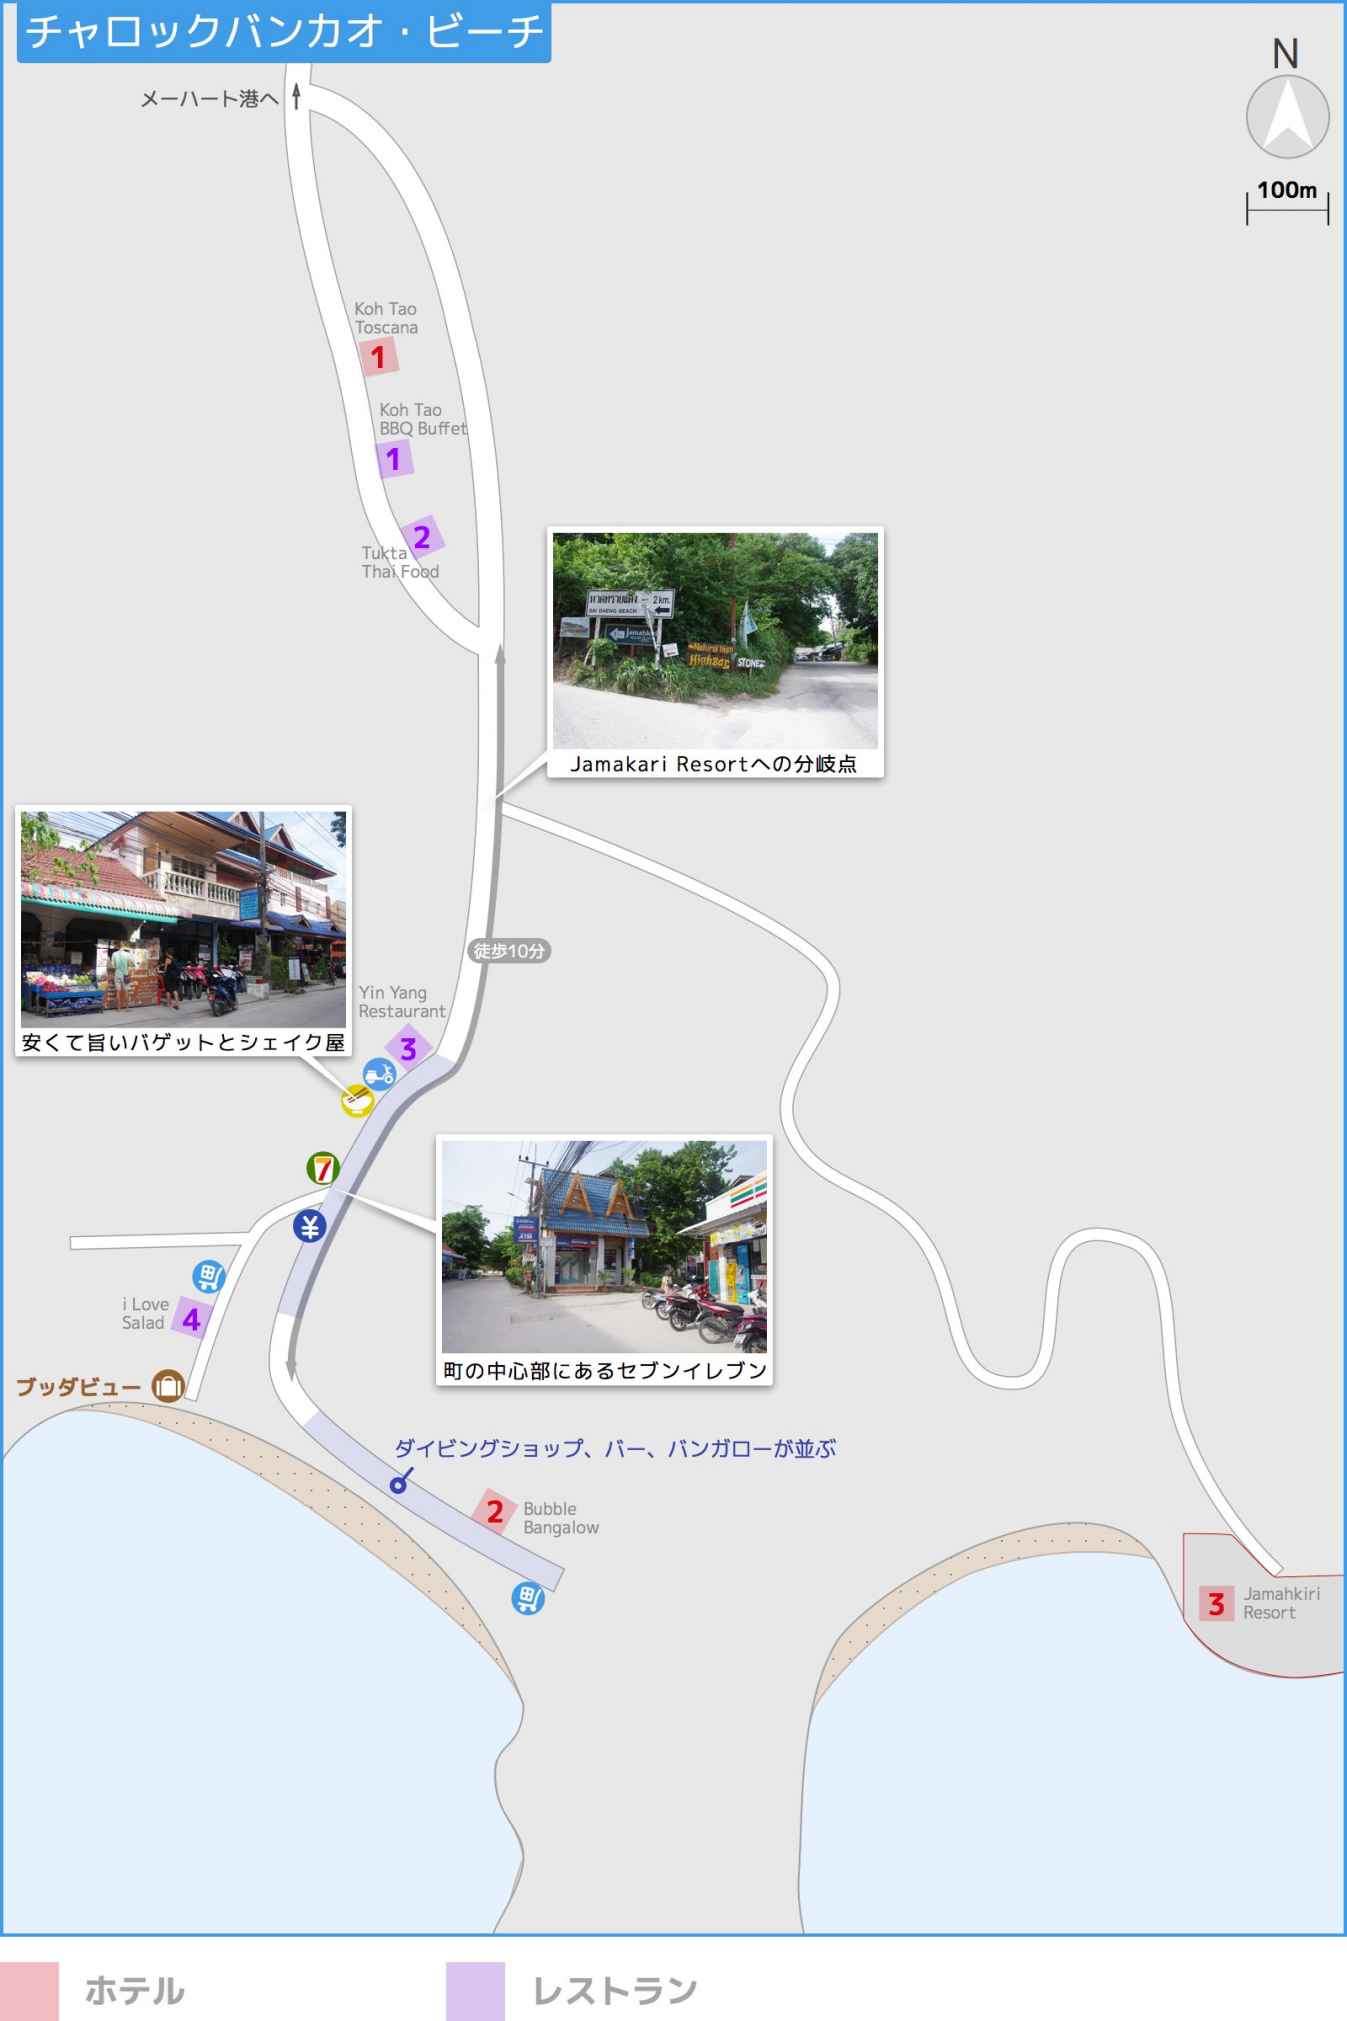 チャロックバンカオ・ビーチ
N
メーハート港へ
100m
Koh Tao
Toscana
1
Koh Tao
BBQ Buffet
1
2
Tukta
Thai Food
2km.
SAI DAENG BEACH
STONE
Jamakari Resortへの分岐点
安くて旨いバゲットとシェイク屋
徒歩10分
Yin Yang
Restaurant
3
7
¥
町の中心部にあるセブンイレブン
i Love
Salad
4
ブッダビュー
ダイビングショップ、バー、バンガローが並ぶ
2
Bubble
Bangalow
3
Jamahkiri
Resort
ホテル
レストラン